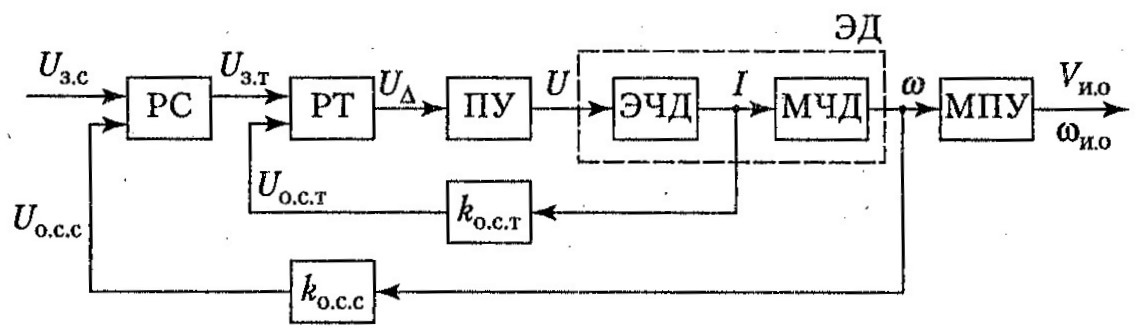 ЭД
U з.с
U з.т
U Δ
U
I
ω
V и.о
РС
РТ
ПУ
ЭЧД
МЧД
МПУ
ω и.о
U о.с.т
k о.с.т
U о.с.с
k о.с.с